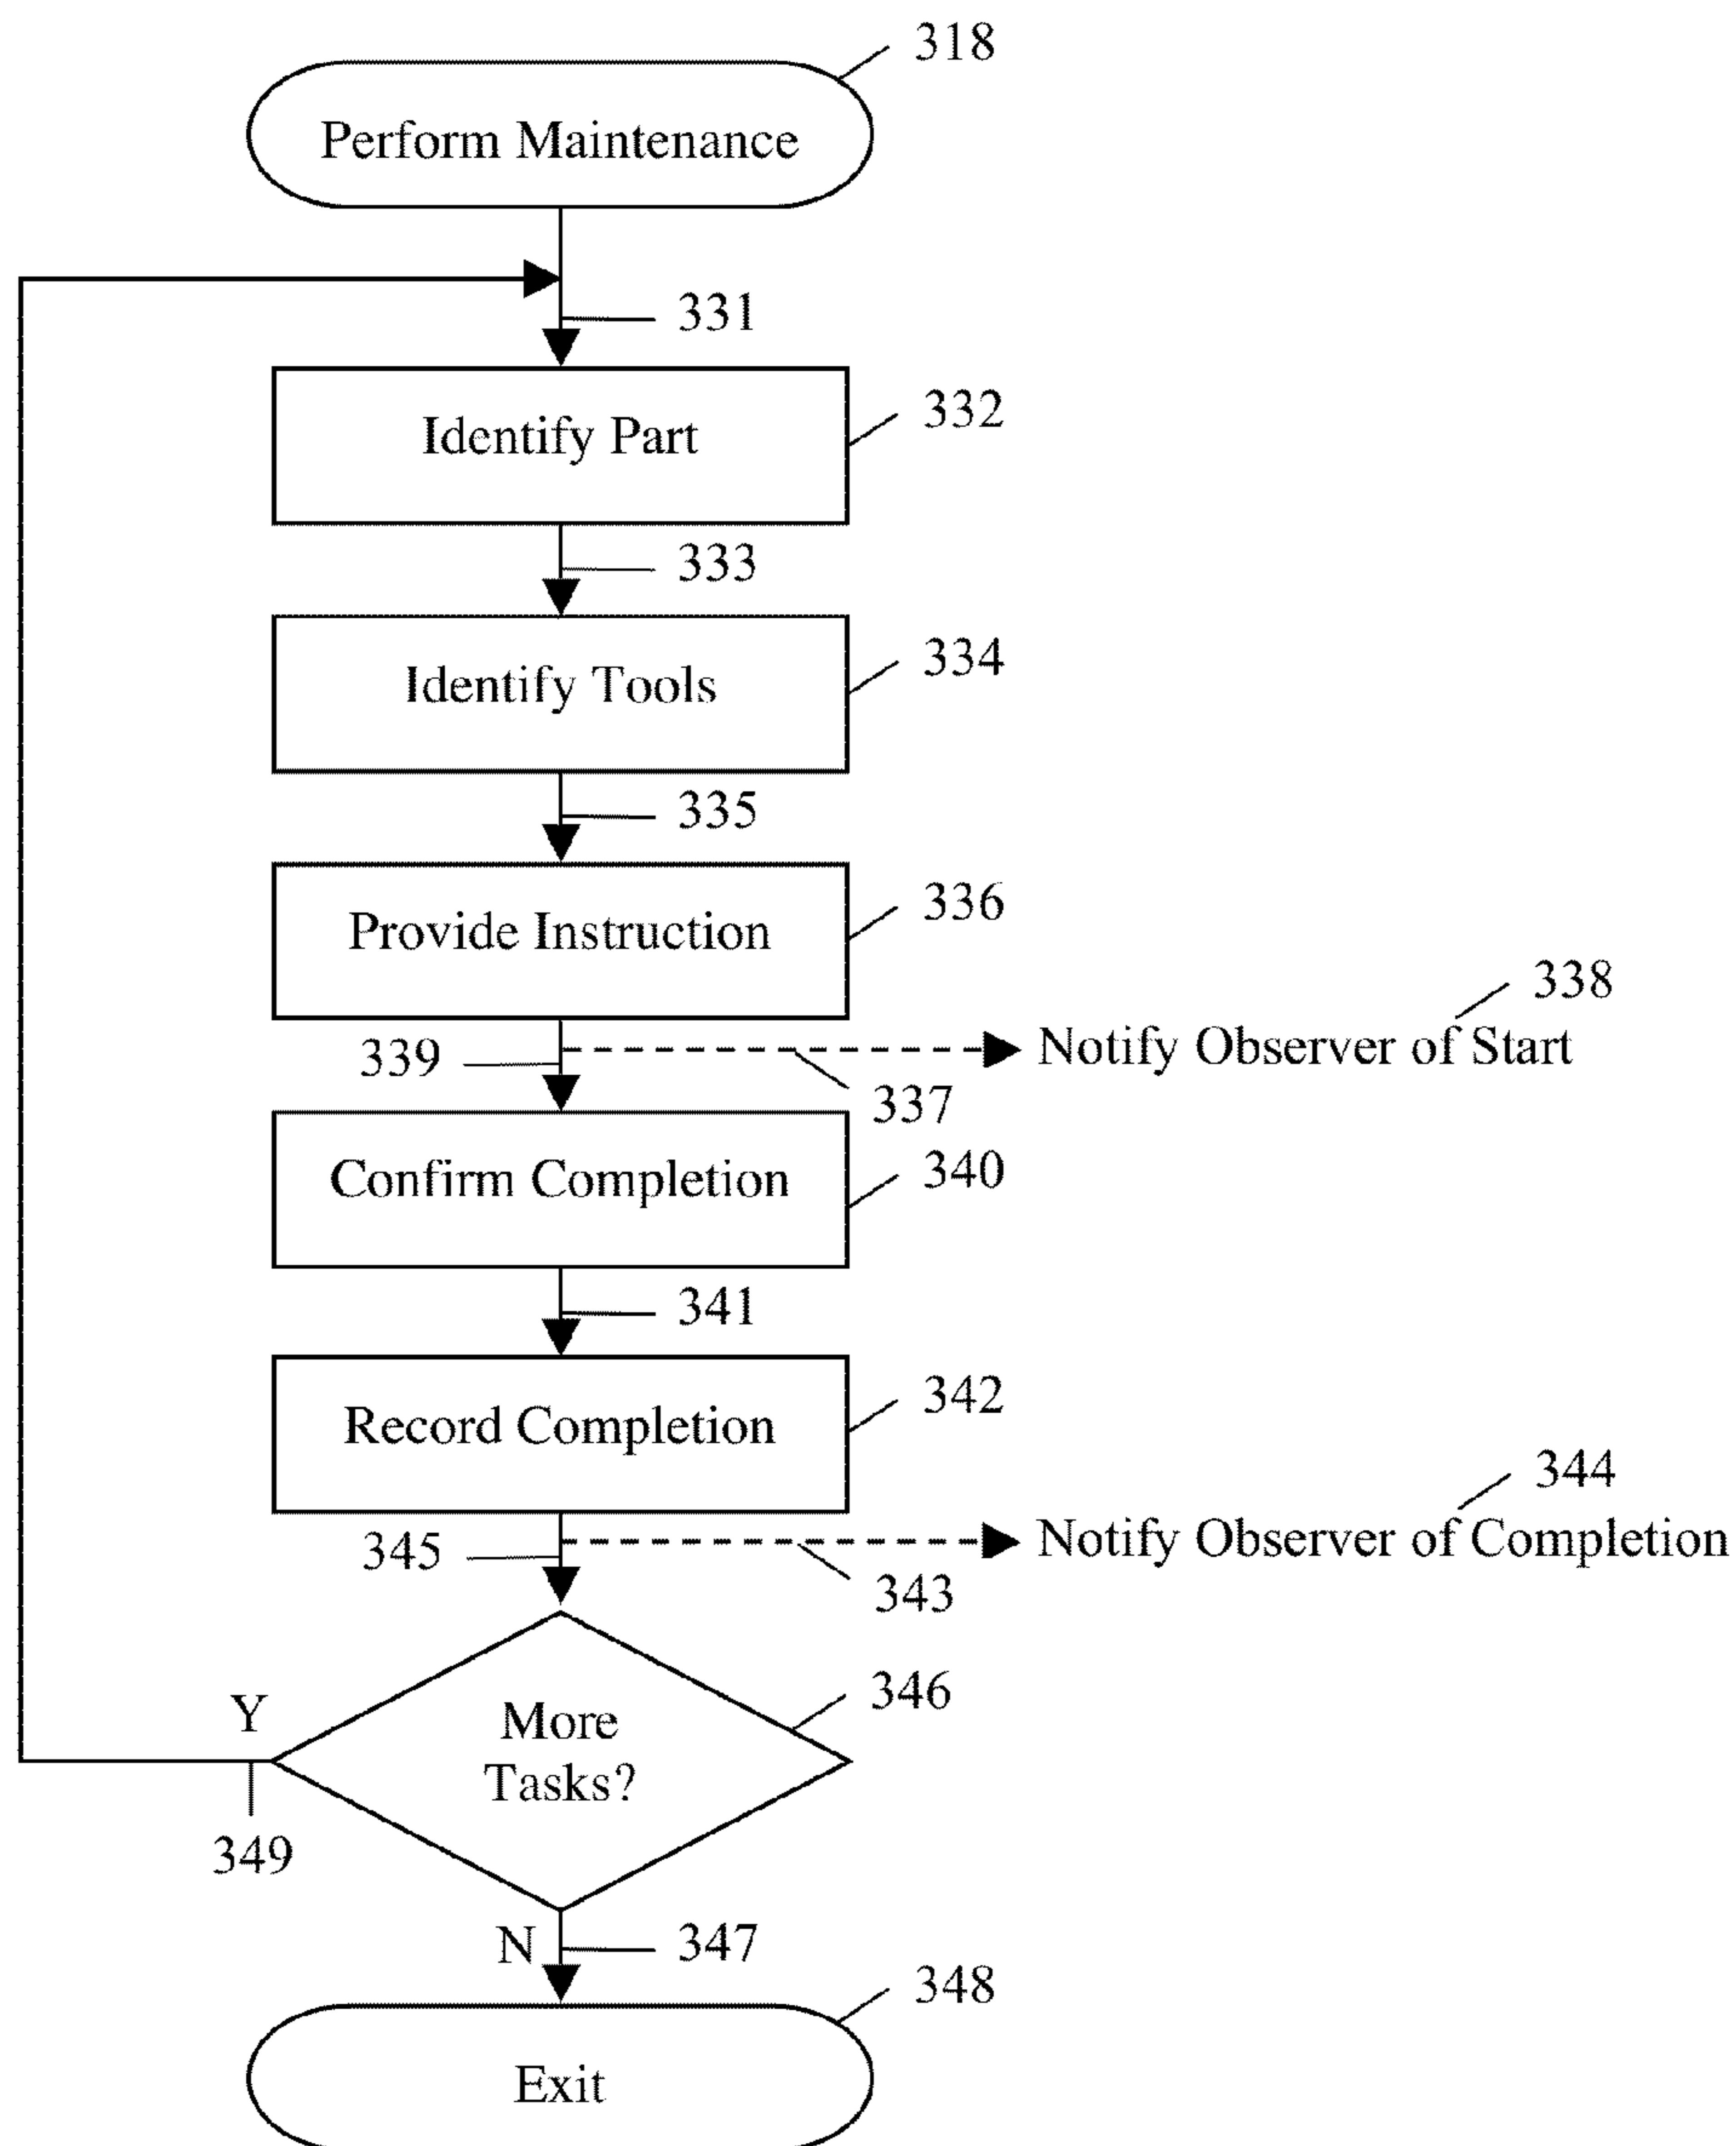 318
Perform Maintenance
331
332
Identify Part
333
334
Identify Tools
335
336
Provide Instruction
338
339
Notify Observer of Start
337
340
Confirm Completion
341
342
Record Completion
344
345
Notify Observer of Completion
343
346
Y
More
Tasks?
349
N
347
348
Exit